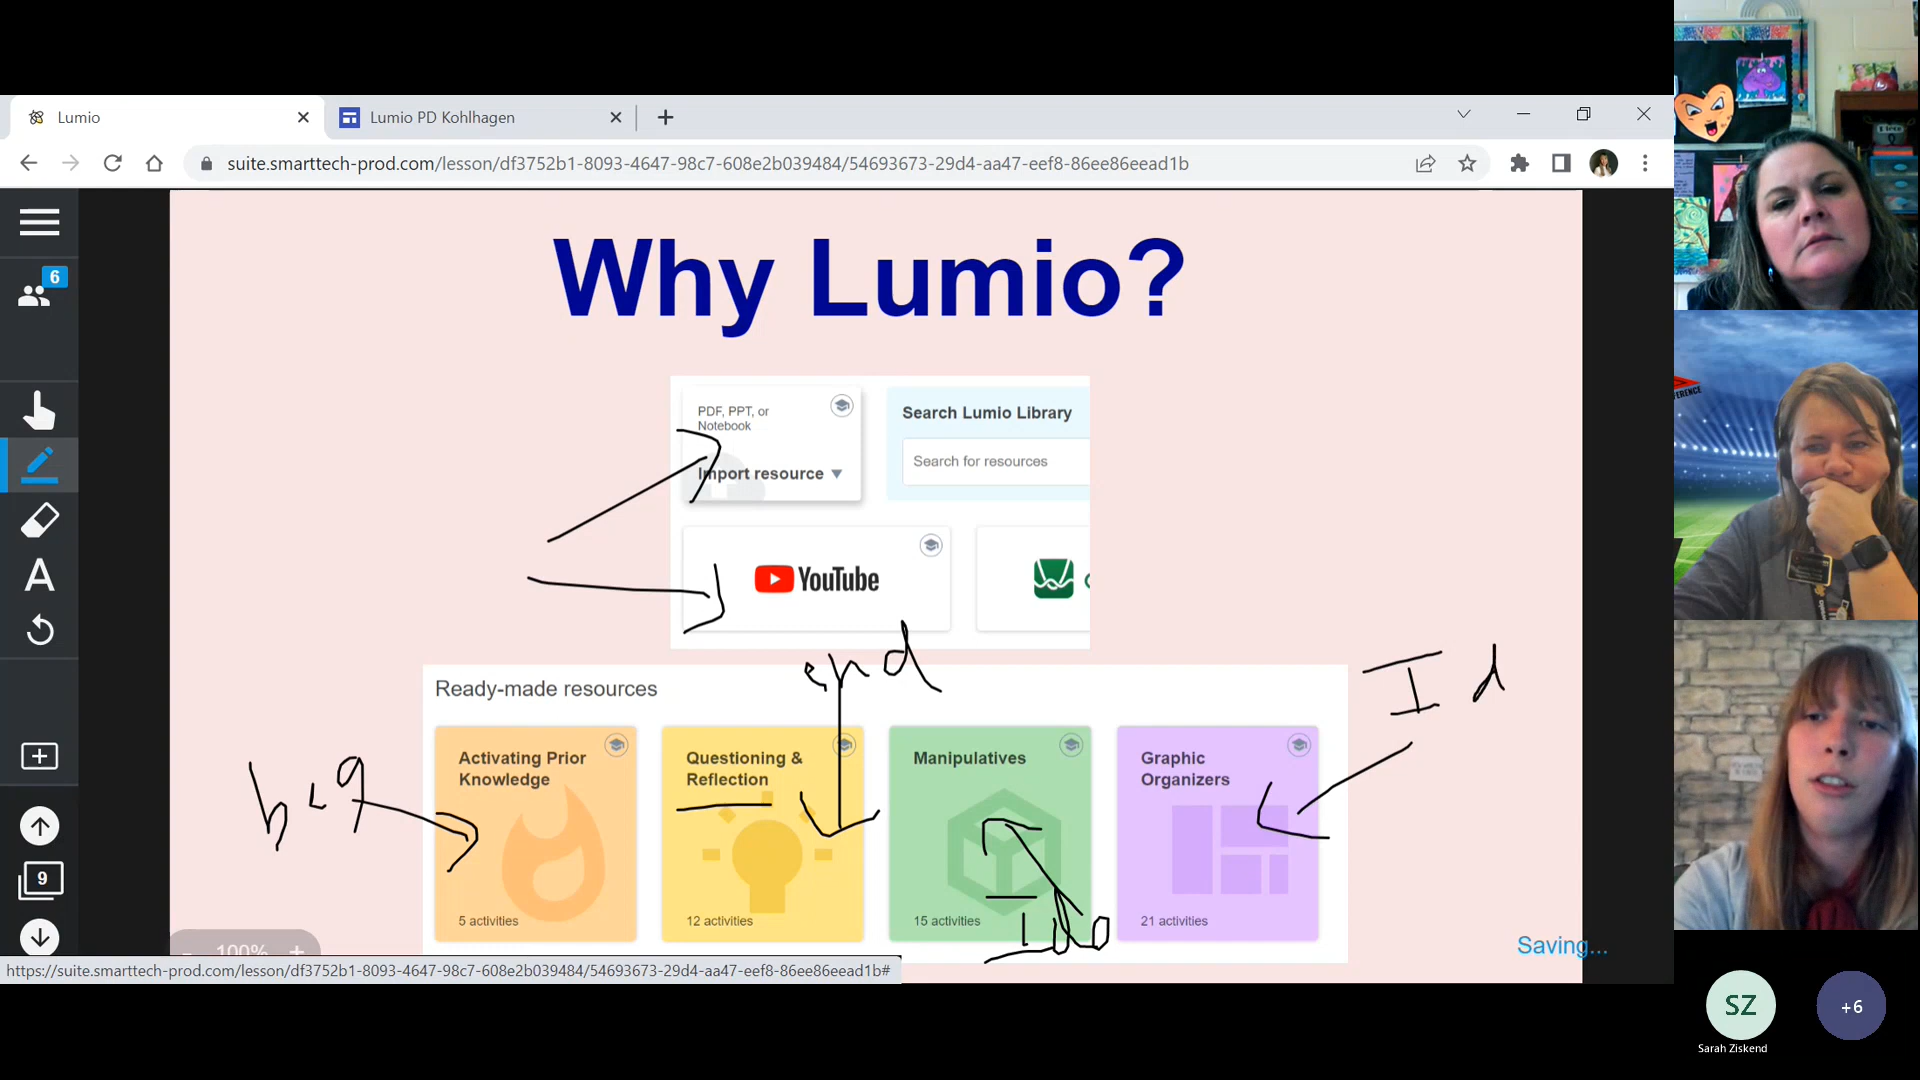 Lumio
Lumio PD Kohlhagen
suite.smarttech-prod.com/lesson/df3752b1-8093-4647-98c7-608e2b039484/54693673-29d4-aa47-eef8-86ee86eead1b
6
Why Lumio?
PDF, PPT, or
Notebook
Import resource
Search Lumio Library
Search for resources
YouTube
end
I d
Ready-made resources
beg
Activating Prior
Knowledge
5 activities
Questioning &
Reflection
12 activities
Manipulatives
15 activities
Graphic
Organizers
21 activities
A
9
100%
Saving...
https://suite.smarttech-prod.com/lesson/df3752b1-8093-4647-98c7-608e2b039484/54693673-29d4-aa47-eef8-86ee86eead1b#
SZ
Sarah Ziskend
+6